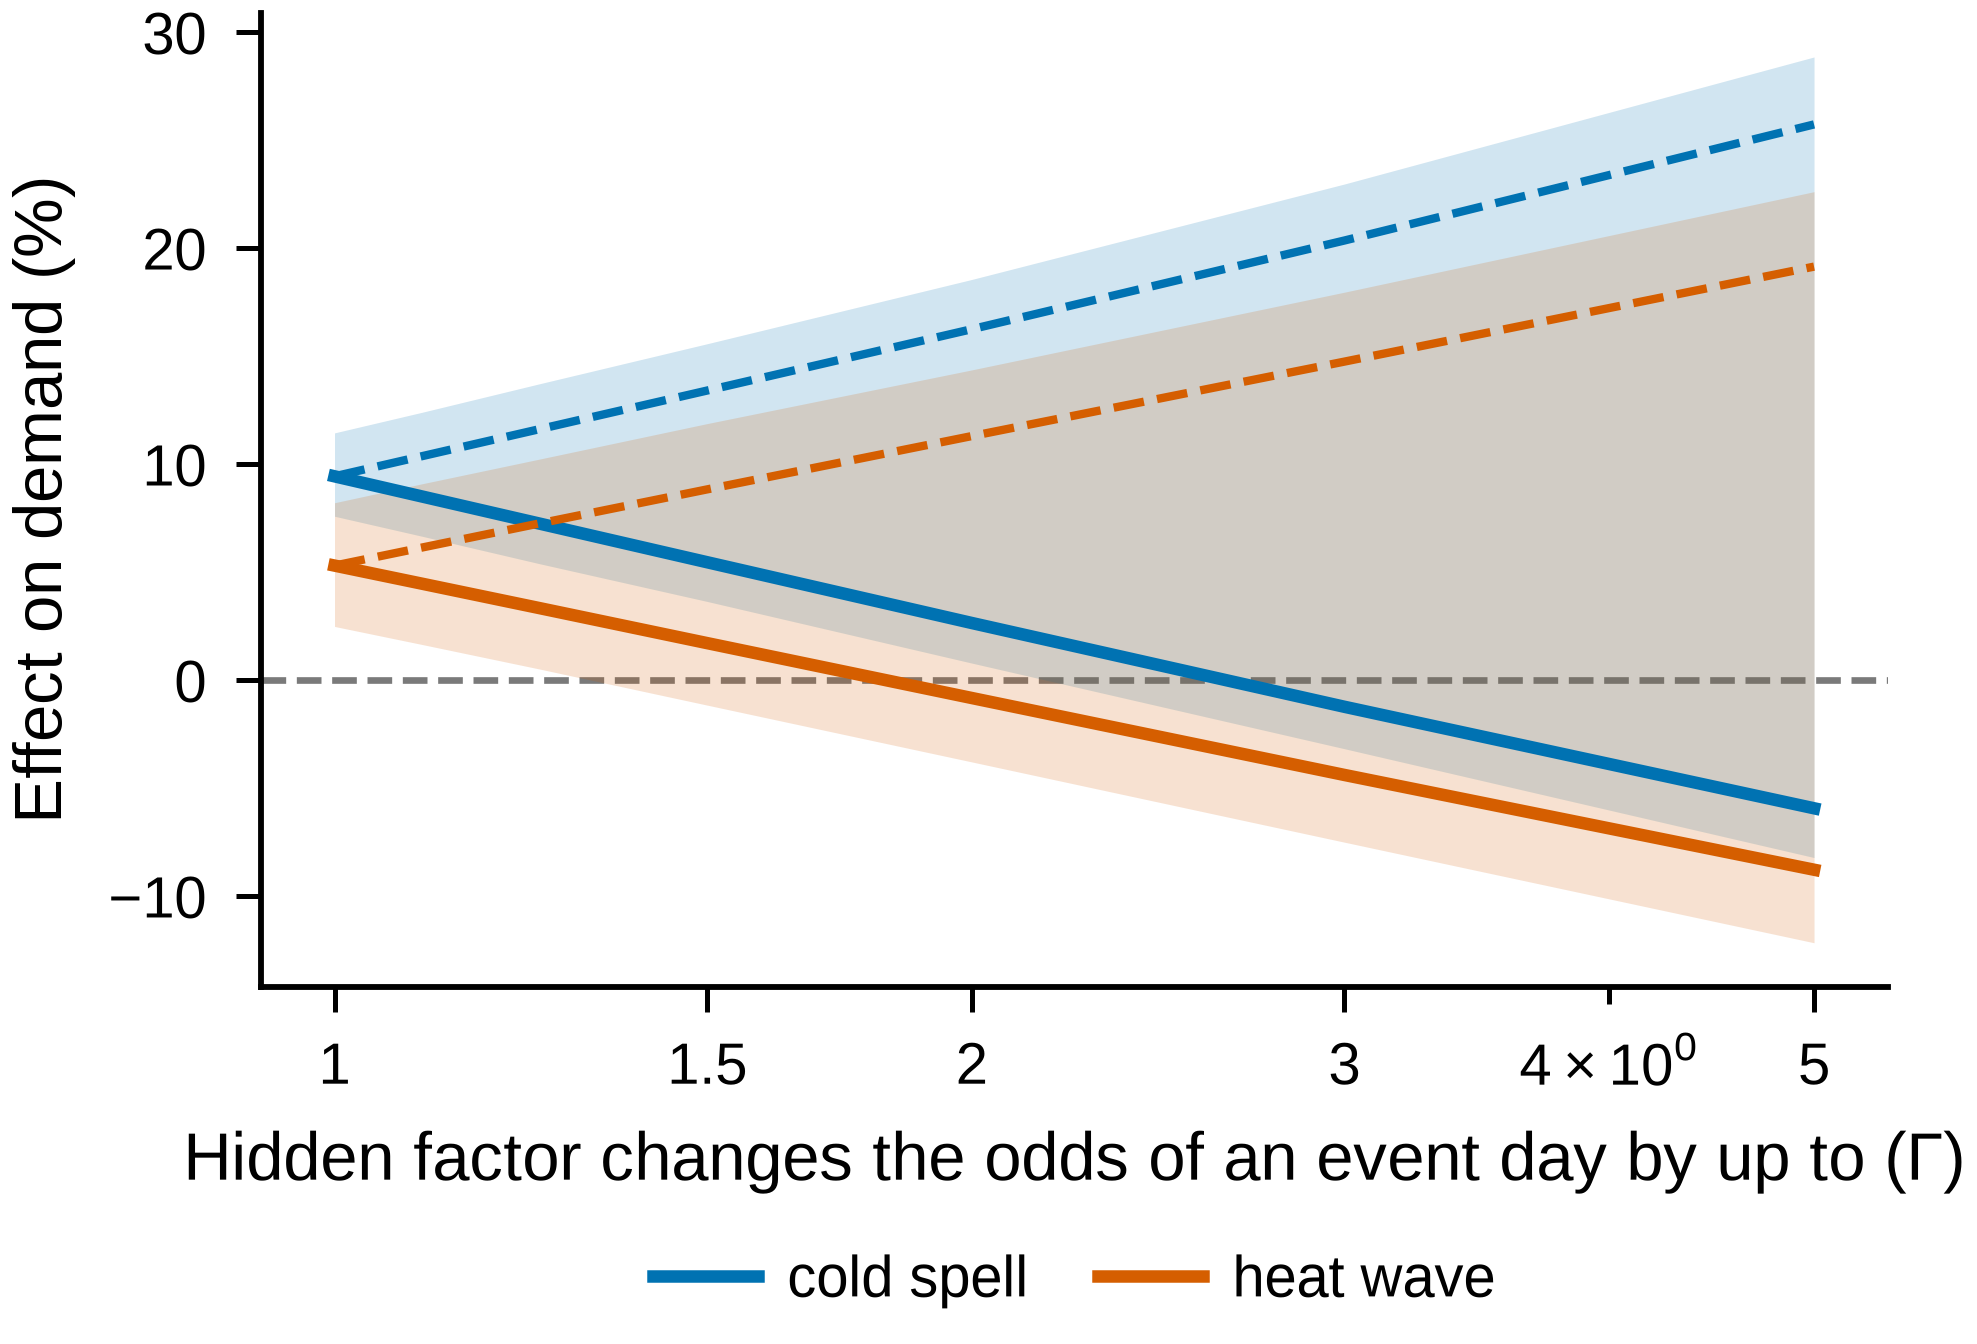 Effect on demand (%)
30
20
10
0
−10
1
1.5
2
3
4 × 10⁰
5
Hidden factor changes the odds of an event day by up to (Γ)
cold spell
heat wave